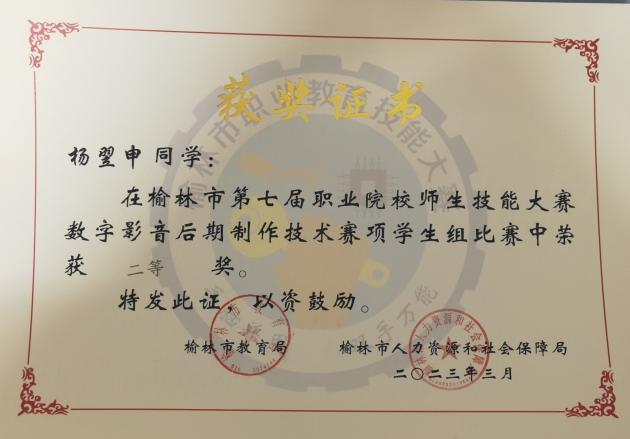 获奖证书
杨翌申同学：
在榆林市第七届职业院校师生技能大赛
数字影音后期制作技术赛项学生组比赛中荣
获 二等 奖。
特发此证，以资鼓励。
榆林市教育局 榆林市人力资源和社会保障局
二〇二三年三月